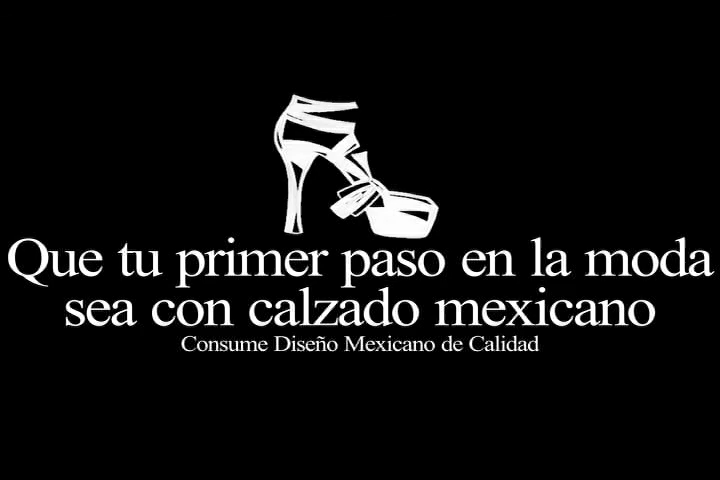 Que tu primer paso en la moda
sea con calzado mexicano
Consume Diseño Mexicano de Calidad